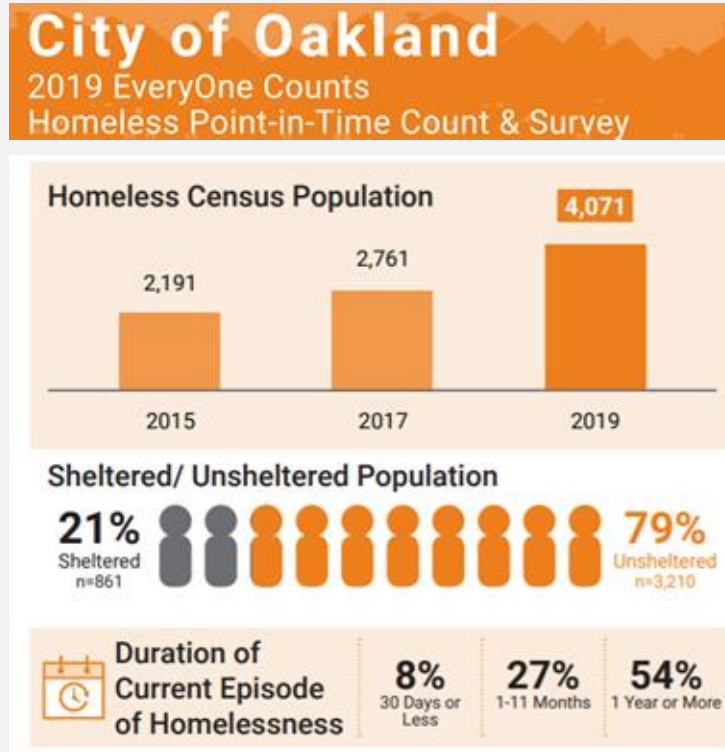 City of Oakland
2019 EveryOne Counts
Homeless Point-in-Time Count & Survey
Homeless Census Population
2,191
2,761
4,071
2015
2017
2019
Sheltered/ Unsheltered Population
21%
Sheltered
n=861
79%
Unsheltered
n=3,210
Duration of
Current Episode
of Homelessness
8%
30 Days or
Less
27%
1-11 Months
54%
1 Year or More